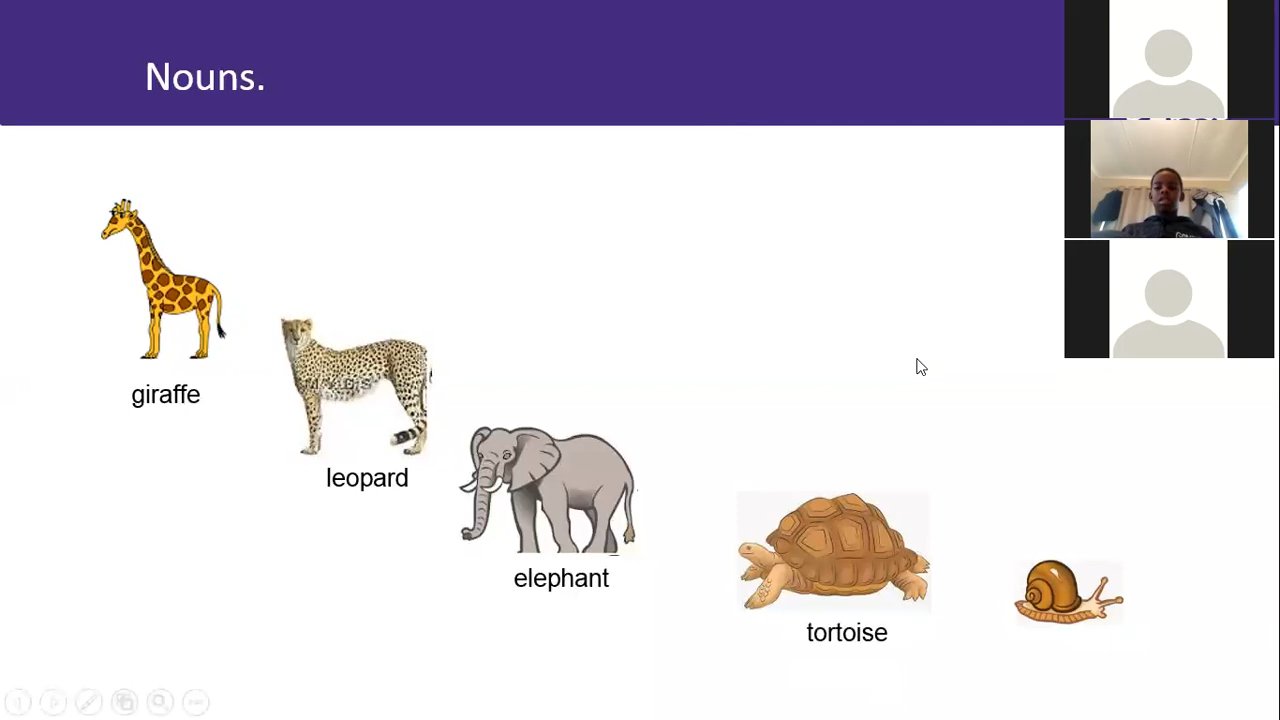 Nouns.
giraffe
leopard
elephant
tortoise